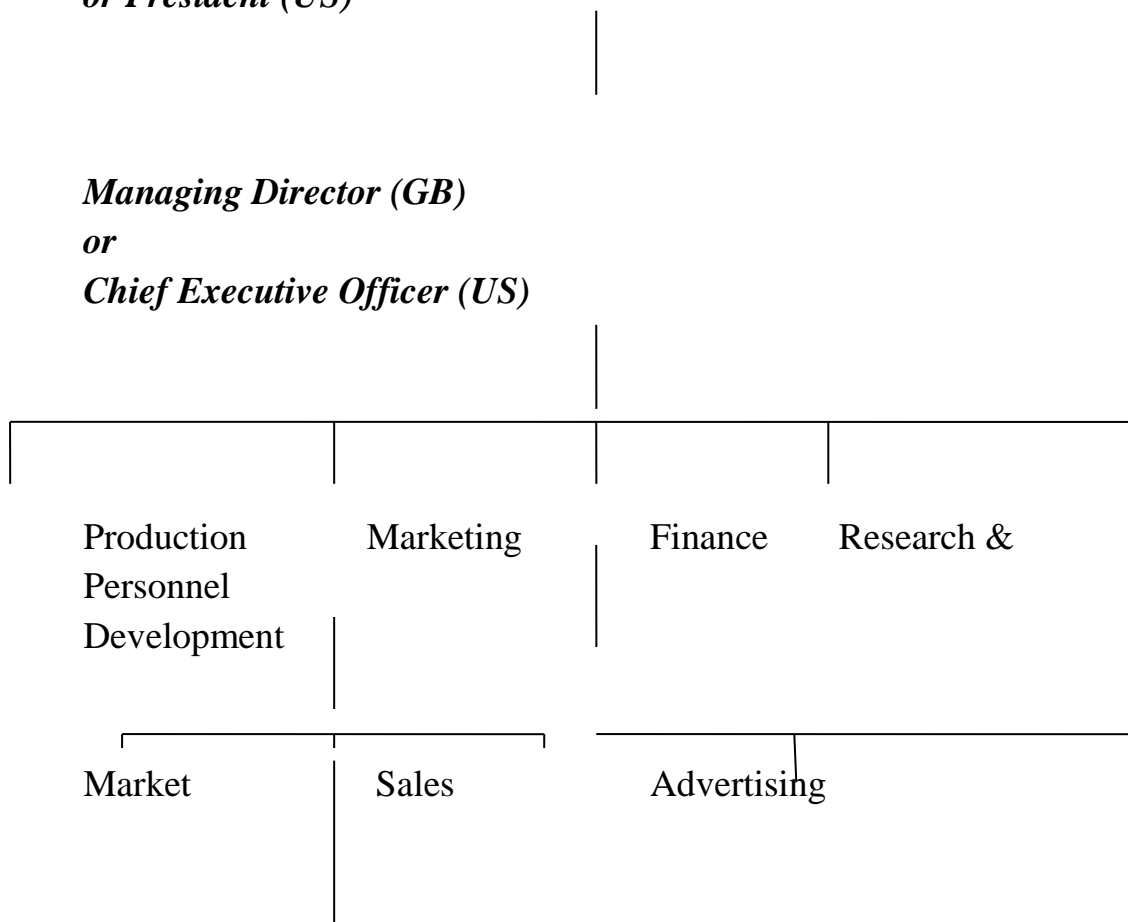 or President (US)
Managing Director (GB)
or
Chief Executive Officer (US)
Production Marketing Finance Research &
Personnel
Development
Market Sales Advertising